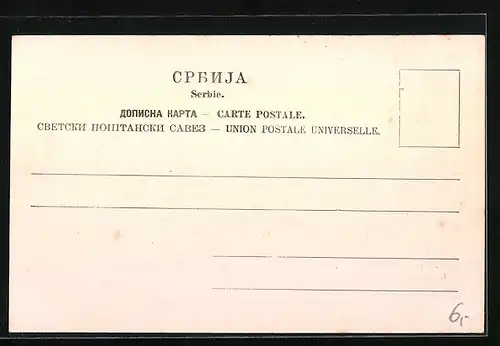 СРБИЈА
Serbie.
ДОПИСНА КАРТА – CARTE POSTALE.
СВЕТСКИ ПОШТАНСКИ САВЕЗ — UNION POSTALE UNIVERSELLE.
6,-